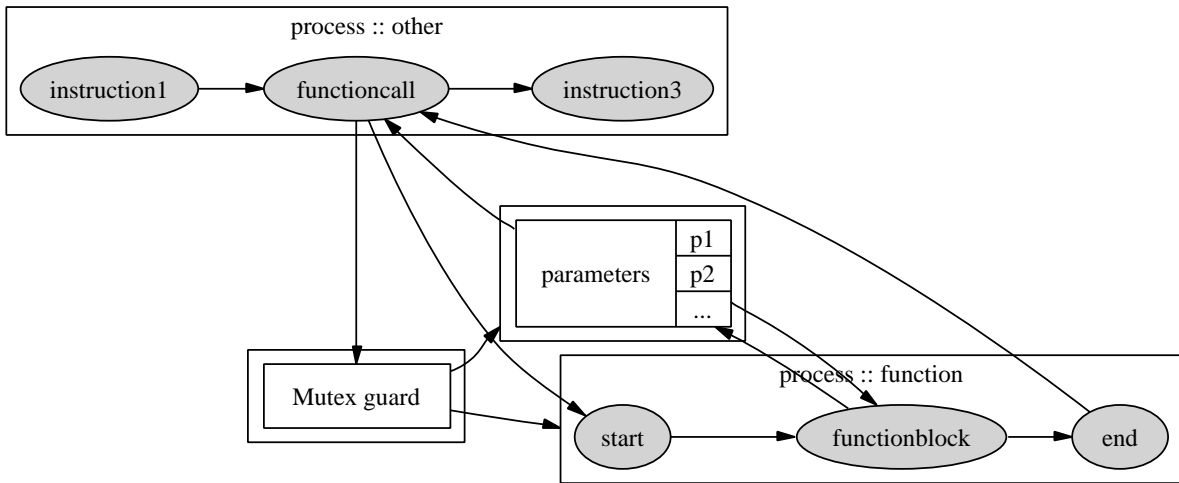 process :: other
instruction1
functioncall
instruction3
parameters
p1
p2
...
Mutex guard
process :: function
start
functionblock
end